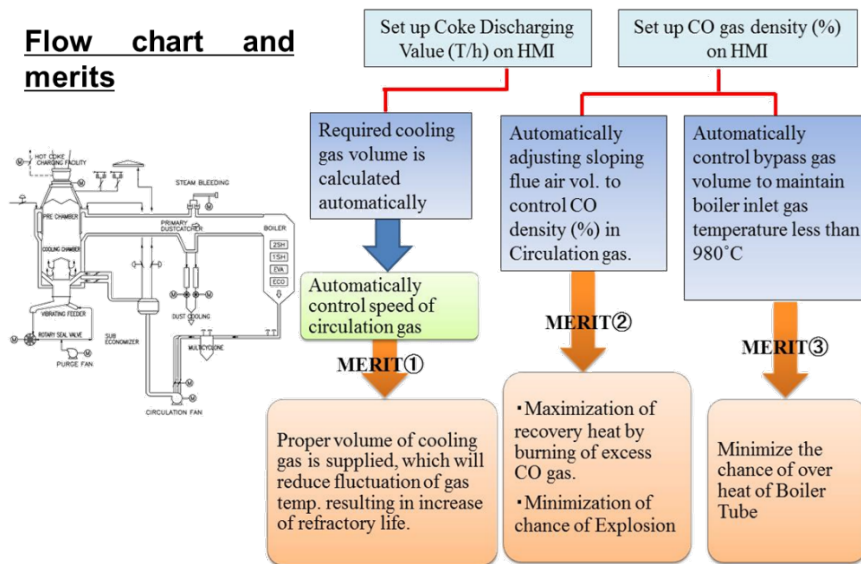 Flow chart and
merits
Set up Coke Discharging
Value (T/h) on HMI
Set up CO gas density (%)
on HMI
Required cooling
gas volume is
calculated
automatically
Automatically
adjusting sloping
flue air vol. to
control CO
density (%) in
Circulation gas.
Automatically
control bypass gas
volume to maintain
boiler inlet gas
temperature less than
980˚C
Automatically
control speed of
circulation gas
MERIT①
MERIT②
MERIT③
Proper volume of cooling
gas is supplied, which will
reduce fluctuation of gas
temp. resulting in increase
of refractory life.
・Maximization of
recovery heat by
burning of excess
CO gas.
・Minimization of
chance of Explosion
Minimize the
chance of over
heat of Boiler
Tube
HOT COKE
CHARGING FACILITY
M
M
M
M
STEAM BLEEDING
PRE CHAMBER
PRIMARY
DUSTCATCHER
BOILER
2SH
1SH
EVA
ECO
COOLING CHAMBER
VIBRATING FEEDER
ROTARY SEAL VALVE
M
M
PURGE FAN
SUB
ECONOMIZER
DUST COOLING
MULTICYCLONE
M
M
CIRCULATION FAN